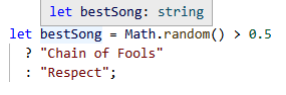 let bestSong: string
let bestSong = Math.random() > 0.5
? "Chain of Fools"
: "Respect";